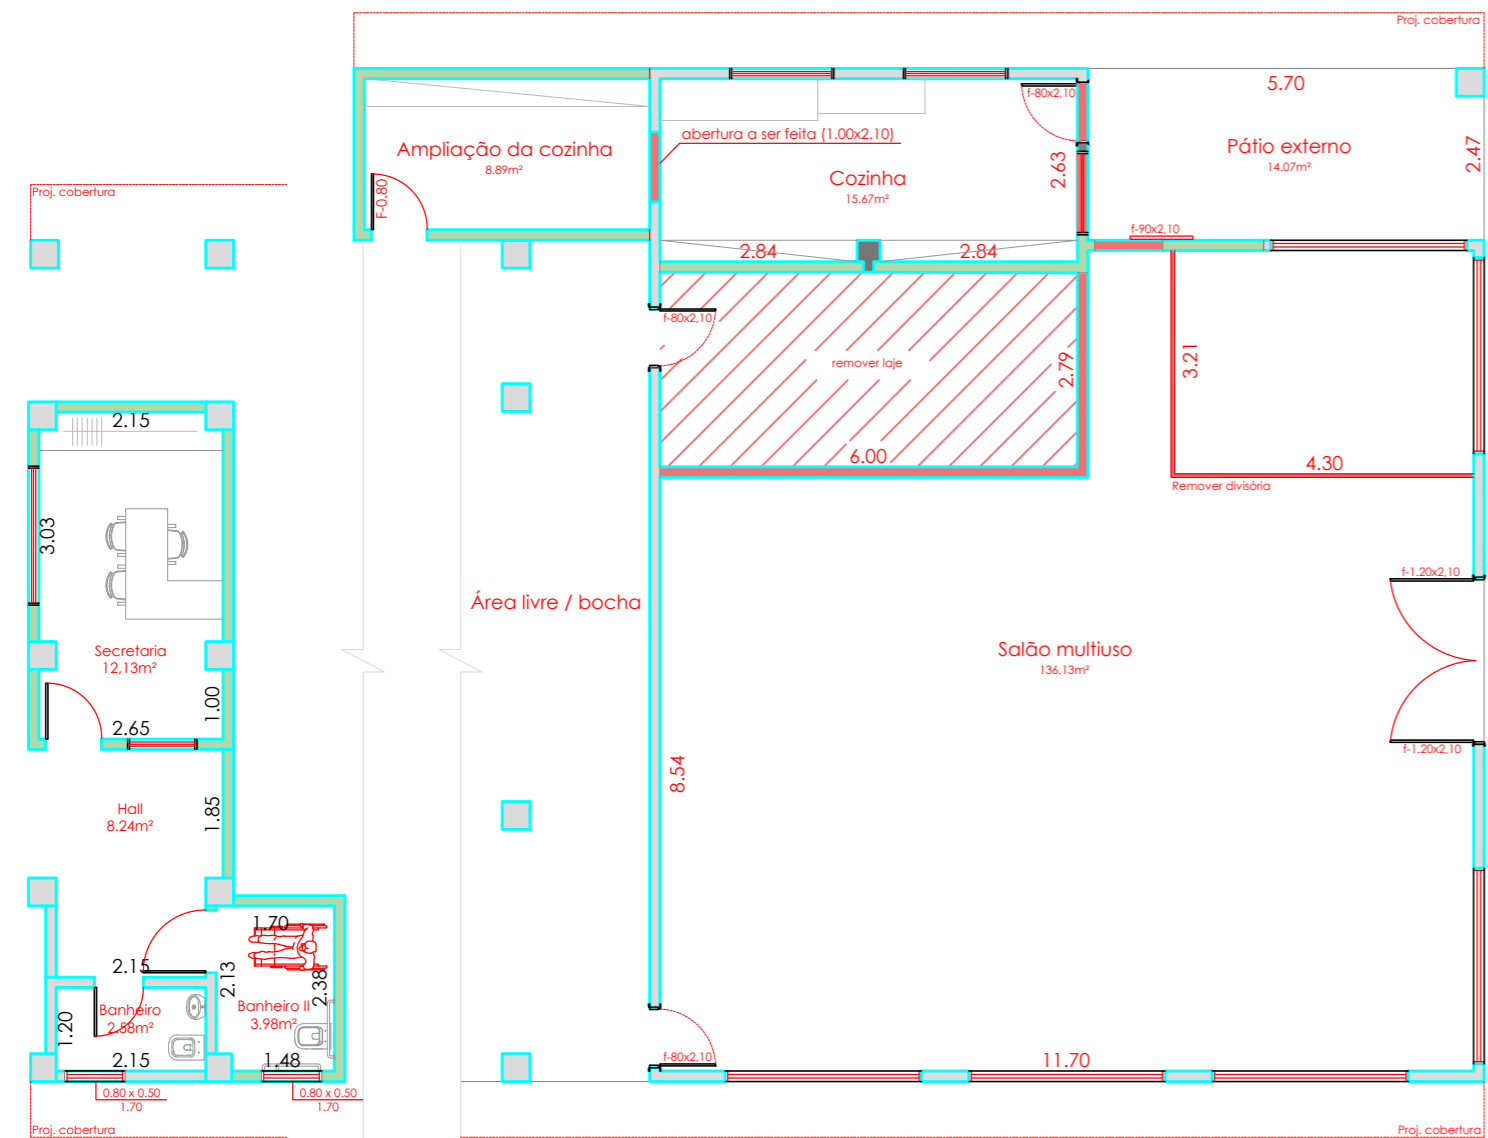 Proj. cobertura
5.70
f-80x2,10
abertura a ser feita (1.00x2.10)
Ampliação da cozinha
8.89m²
Pátio externo
14.07m²
2.47
2.63
Cozinha
15.67m²
Proj. cobertura
F-0.80
f-90x2,10
2.84
2.84
f-80x2,10
remover laje
2.79
3.21
2.15
6.00
4.30
Remover divisória
3.03
f-1.20x2,10
Área livre / bocha
Secretaria
12,13m²
Salão multiuso
136.13m²
1.00
2.65
f-1.20x2,10
8.54
Hall
8.24m²
1.85
1.70
2.15
2.13
2.38
Banheiro
2.58m²
Banheiro II
3.98m²
1.20
2.15
1.48
f-80x2,10
11.70
0.80 x 0.50
1.70
0.80 x 0.50
1.70
Proj. cobertura
Proj. cobertura